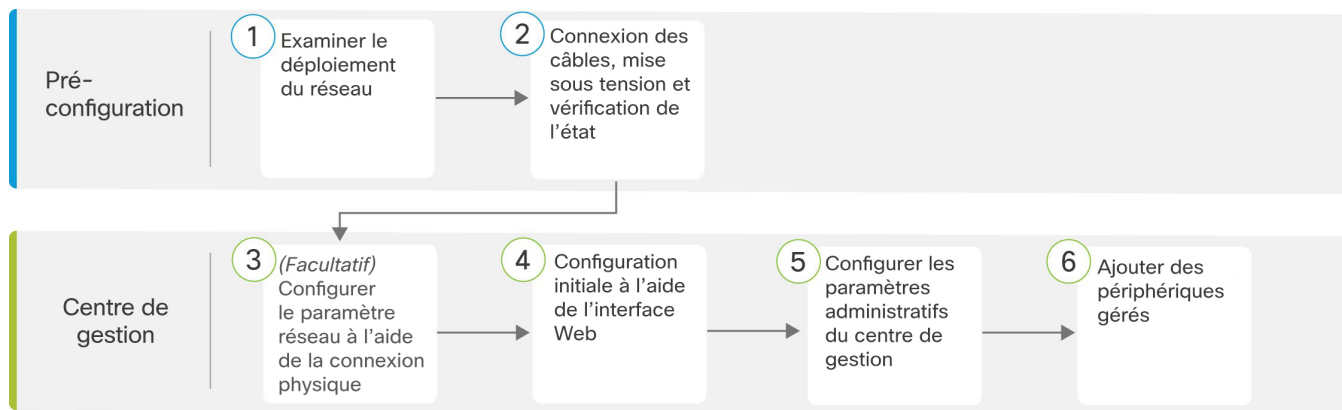 Pré-
configuration
1
Examiner le
déploiement
du réseau
2
Connexion des
câbles, mise
sous tension et
vérification de
l'état
Centre de
gestion
3
(Facultatif)
Configurer
le paramètre
réseau à l'aide
de la connexion
physique
4
Configuration
initiale à l'aide
de l'interface
Web
5
Configurer les
paramètres
administratifs
du centre de
gestion
6
Ajouter des
périphériques
gérés